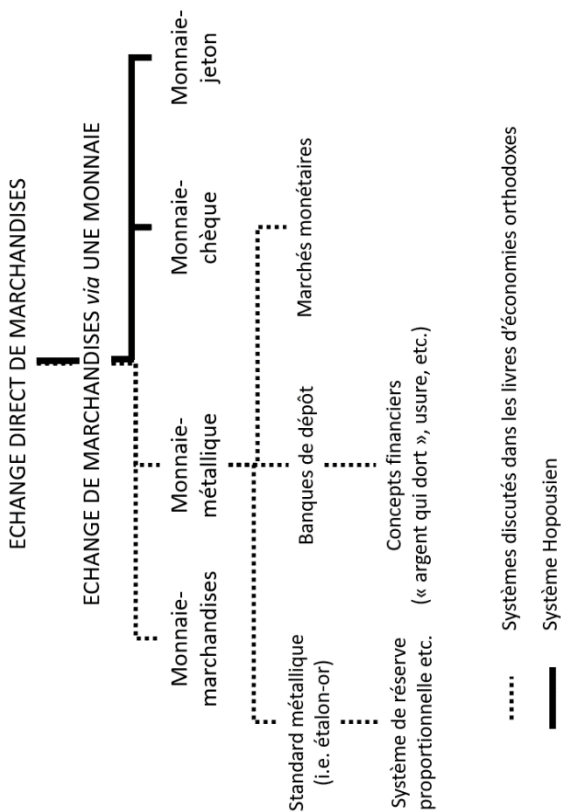 ECHANGE DIRECT DE MARCHANDISES
ECHANGE DE MARCHANDISES via UNE MONNAIE
Monnaie-
marchandises
Monnaie-
métallique
Monnaie-
chèque
Monnaie-
jeton
Standard métallique
(i.e. étalon-or)
Banques de dépôt
Marchés monétaires
Système de réserve
proportionnelle etc.
Concepts financiers
(« argent qui dort », usure, etc.)
Systèmes discutés dans les livres d’économies orthodoxes
Système Hopousien